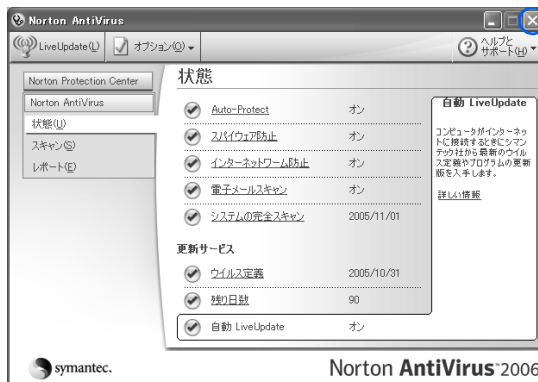 Norton AntiVirus
LiveUpdate(L) オプション(O) ヘルプとサポート(H)
Norton Protection Center
Norton AntiVirus
状態(U)
スキャン(S)
レポート(E)
状態
Auto-Protect オン
スパイウェア防止 オン
インターネットワーム防止 オン
電子メールスキャン オン
システムの完全スキャン 2005/11/01
更新サービス
ウイルス定義 2005/10/31
残り日数 90
自動 LiveUpdate オン
自動 LiveUpdate
コンピュータがインターネッ
トに接続するときにシマン
テック社から最新のウイル
ス定義やプログラムの更新
版を入手します。
詳しい情報
symantec.
Norton AntiVirus 2006